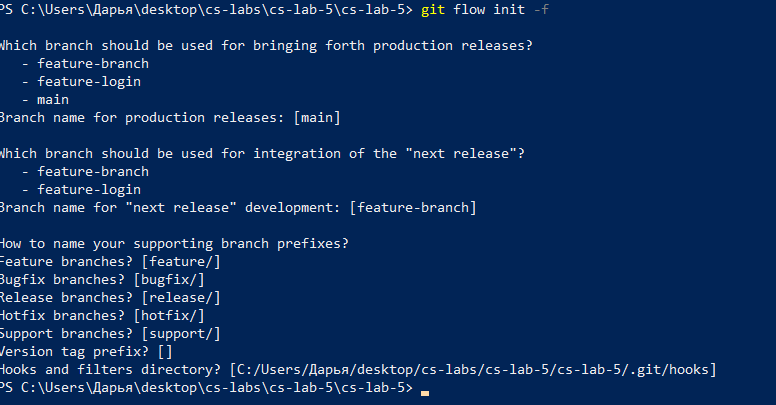 PS C:\Users\Дарья\desktop\cs-labs\cs-lab-5\cs-lab-5> git flow init -f
Which branch should be used for bringing forth production releases?
- feature-branch
- feature-login
- main
Branch name for production releases: [main]
Which branch should be used for integration of the "next release"?
- feature-branch
- feature-login
Branch name for "next release" development: [feature-branch]
How to name your supporting branch prefixes?
Feature branches? [feature/]
Bugfix branches? [bugfix/]
Release branches? [release/]
Hotfix branches? [hotfix/]
Support branches? [support/]
Version tag prefix? []
Hooks and filters directory? [C:/Users/Дарья/desktop/cs-labs/cs-lab-5/cs-lab-5/.git/hooks]
PS C:\Users\Дарья\desktop\cs-labs\cs-lab-5\cs-lab-5>